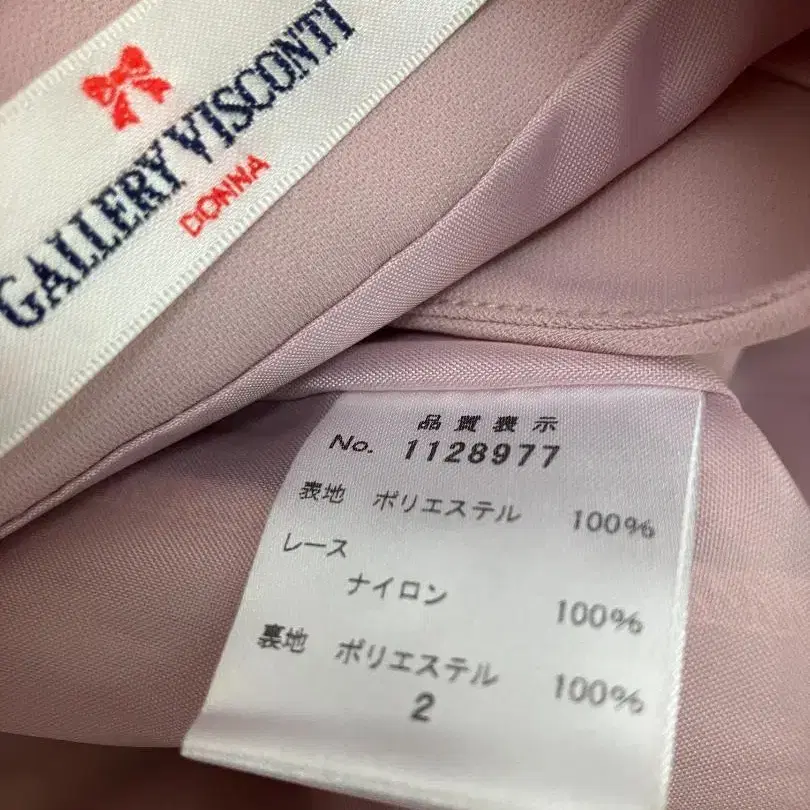 GALLERY VISCONTI
DONNA
品質表示
No. 1128977
表地 ポリエステル 100%
レース
ナイロン 100%
裏地 ポリエステル 100%
2